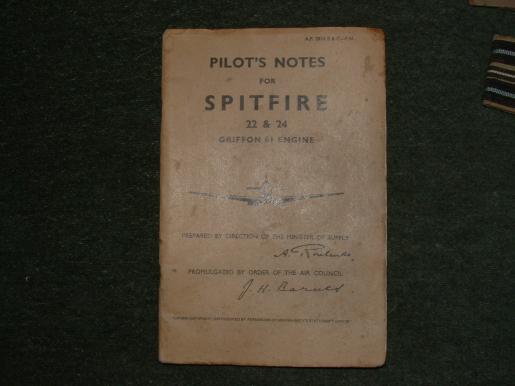 PILOT'S NOTES
FOR
SPITFIRE
22 & 24
GRIFFON 61 ENGINE
PREPARED BY DIRECTION OF THE MINISTER OF SUPPLY
PROMULGATED BY ORDER OF THE AIR COUNCIL
J. H. Barnes